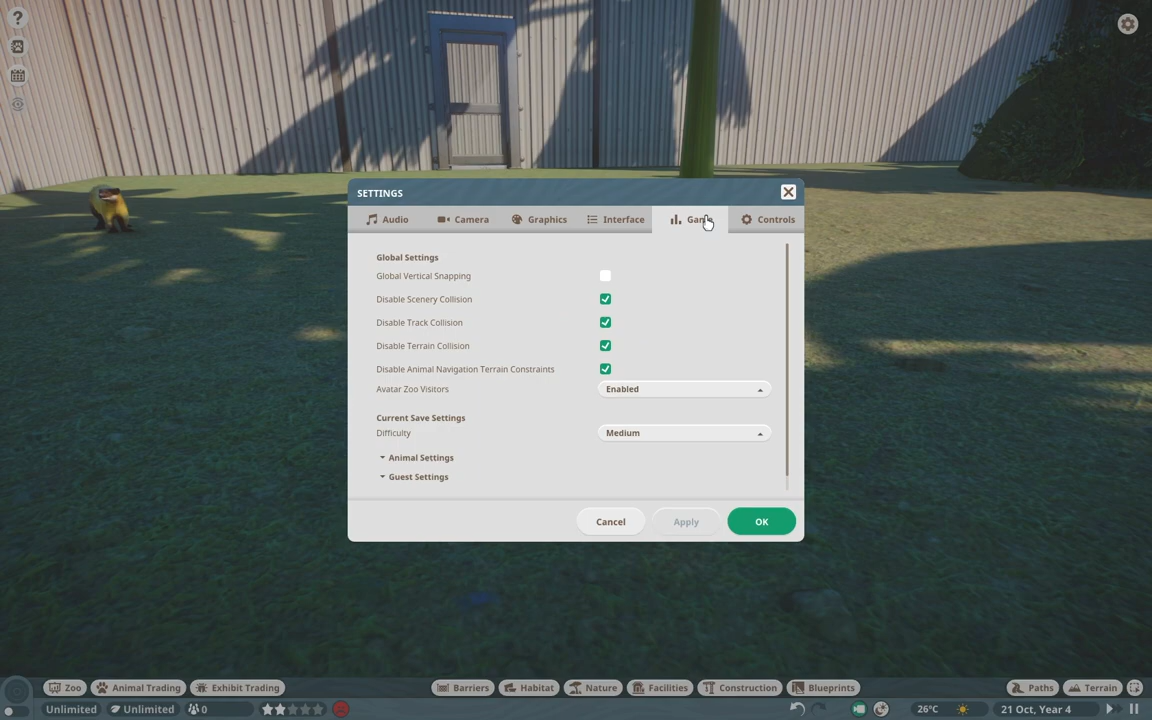 ?
SETTINGS
Audio Camera Graphics Interface Gam Controls
Global Settings
Global Vertical Snapping
Disable Scenery Collision
Disable Track Collision
Disable Terrain Collision
Disable Animal Navigation Terrain Constraints
Avatar Zoo Visitors Enabled
Current Save Settings
Difficulty Medium
Animal Settings
Guest Settings
Cancel Apply OK
Zoo Animal Trading Exhibit Trading Barriers Habitat Nature Facilities Construction Blueprints Paths Terrain
Unlimited Unlimited 0 26°C 21 Oct, Year 4